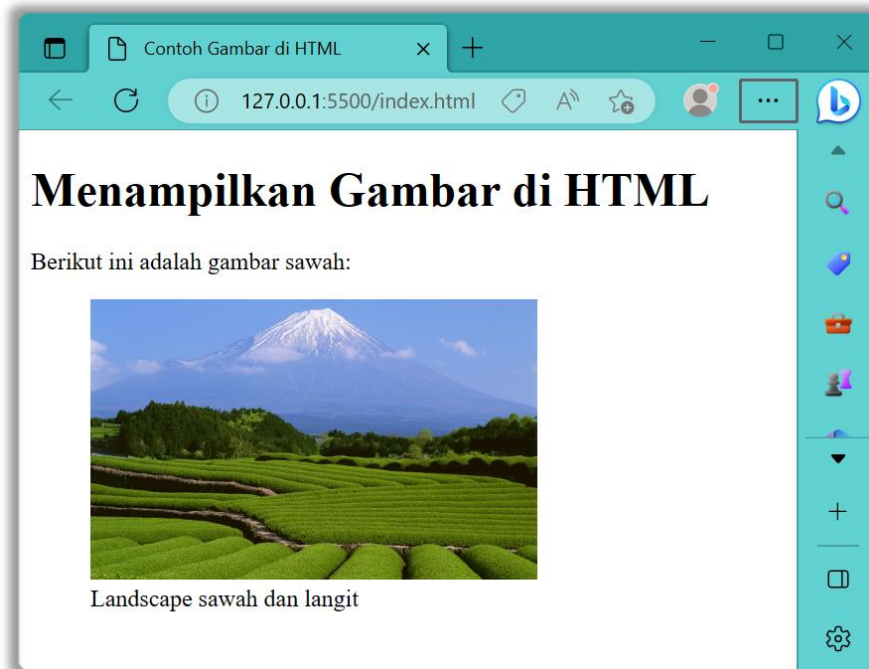 Contoh Gambar di HTML
127.0.0.1:5500/index.html
Menampilkan Gambar di HTML
Berikut ini adalah gambar sawah:
Landscape sawah dan langit